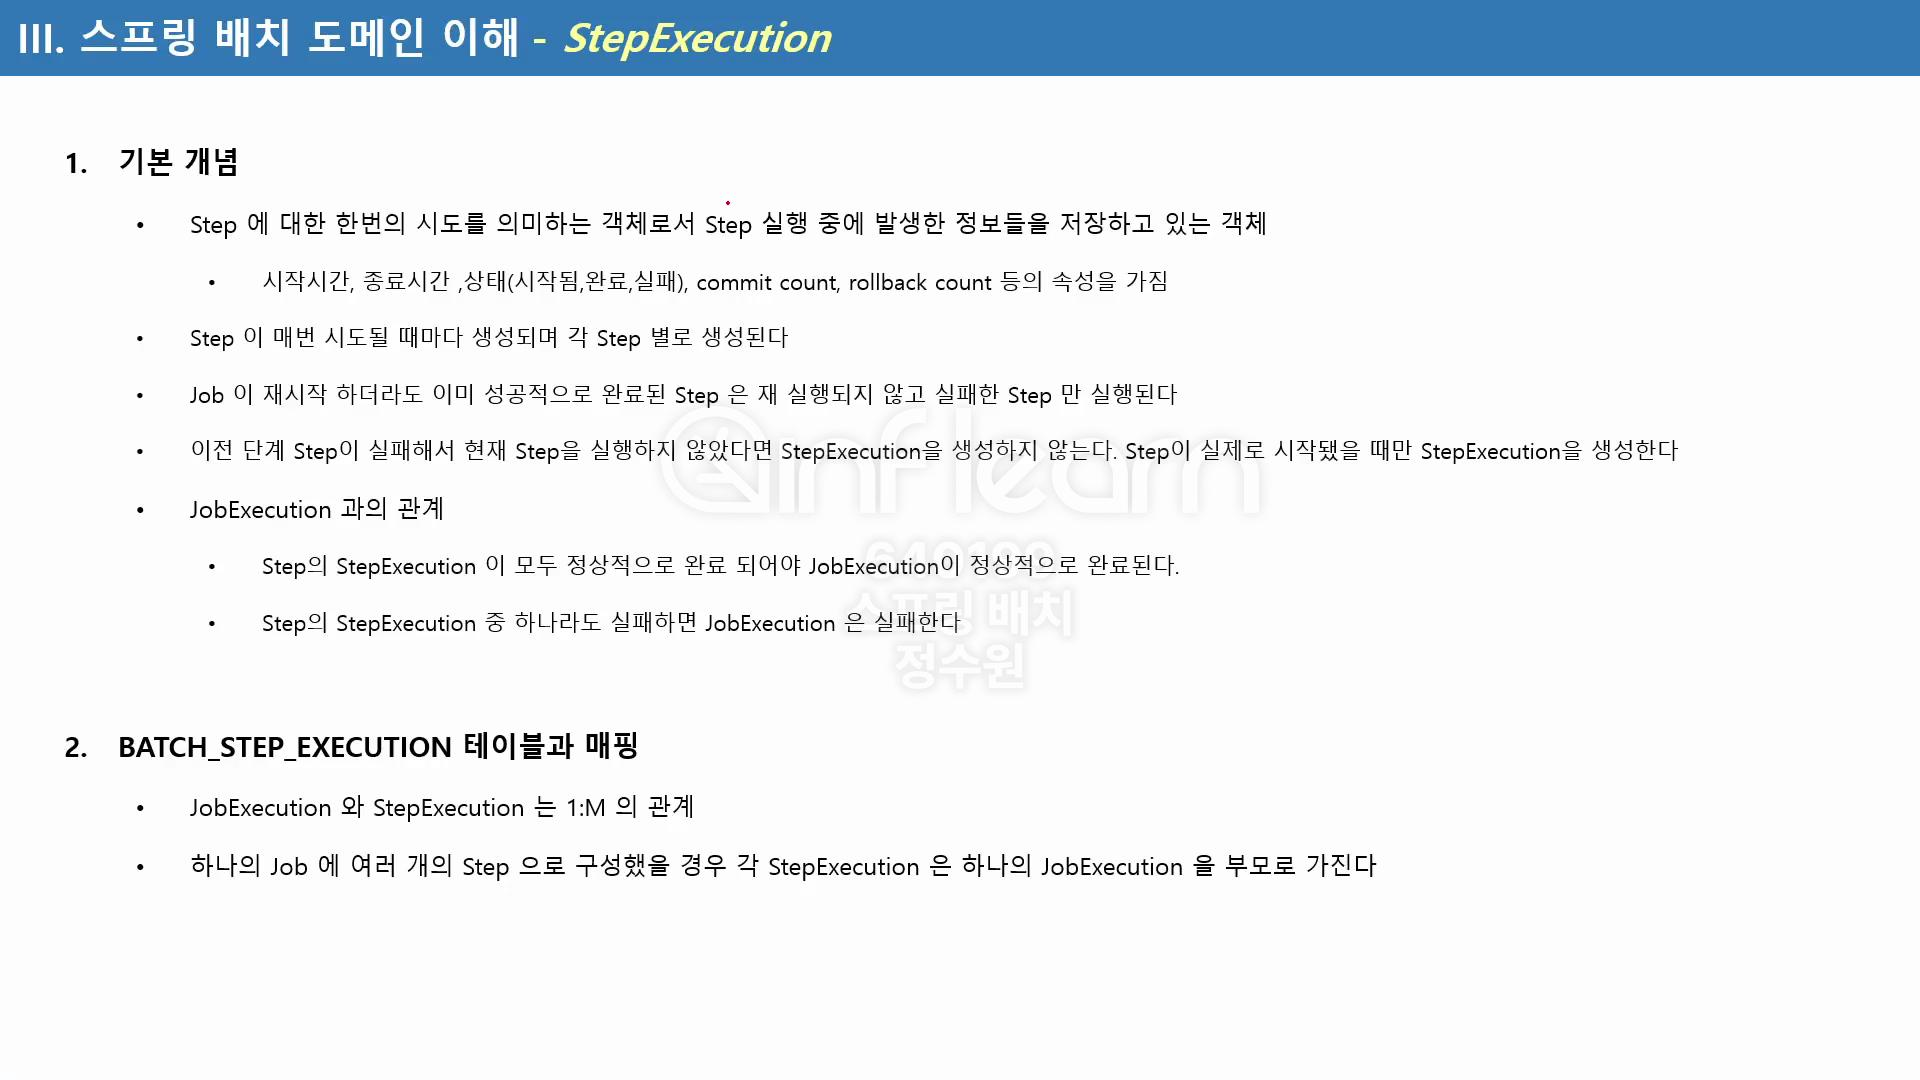 III. 스프링 배치 도메인 이해 - StepExecution
1. 기본 개념
• Step 에 대한 한번의 시도를 의미하는 객체로서 Step 실행 중에 발생한 정보들을 저장하고 있는 객체
• 시작시간, 종료시간 ,상태(시작됨,완료,실패), commit count, rollback count 등의 속성을 가짐
• Step 이 매번 시도될 때마다 생성되며 각 Step 별로 생성된다
• Job 이 재시작 하더라도 이미 성공적으로 완료된 Step 은 재 실행되지 않고 실패한 Step 만 실행된다
• 이전 단계 Step이 실패해서 현재 Step을 실행하지 않았다면 StepExecution을 생성하지 않는다. Step이 실제로 시작됐을 때만 StepExecution을 생성한다
inflearn
• JobExecution 과의 관계
• Step의 StepExecution 이 모두 정상적으로 완료 되어야 JobExecution이 정상적으로 완료된다.
640199
스프링 배치
• Step의 StepExecution 중 하나라도 실패하면 JobExecution 은 실패한다
정수원
2. BATCH_STEP_EXECUTION 테이블과 매핑
• JobExecution 와 StepExecution 는 1:M 의 관계
• 하나의 Job 에 여러 개의 Step 으로 구성했을 경우 각 StepExecution 은 하나의 JobExecution 을 부모로 가진다